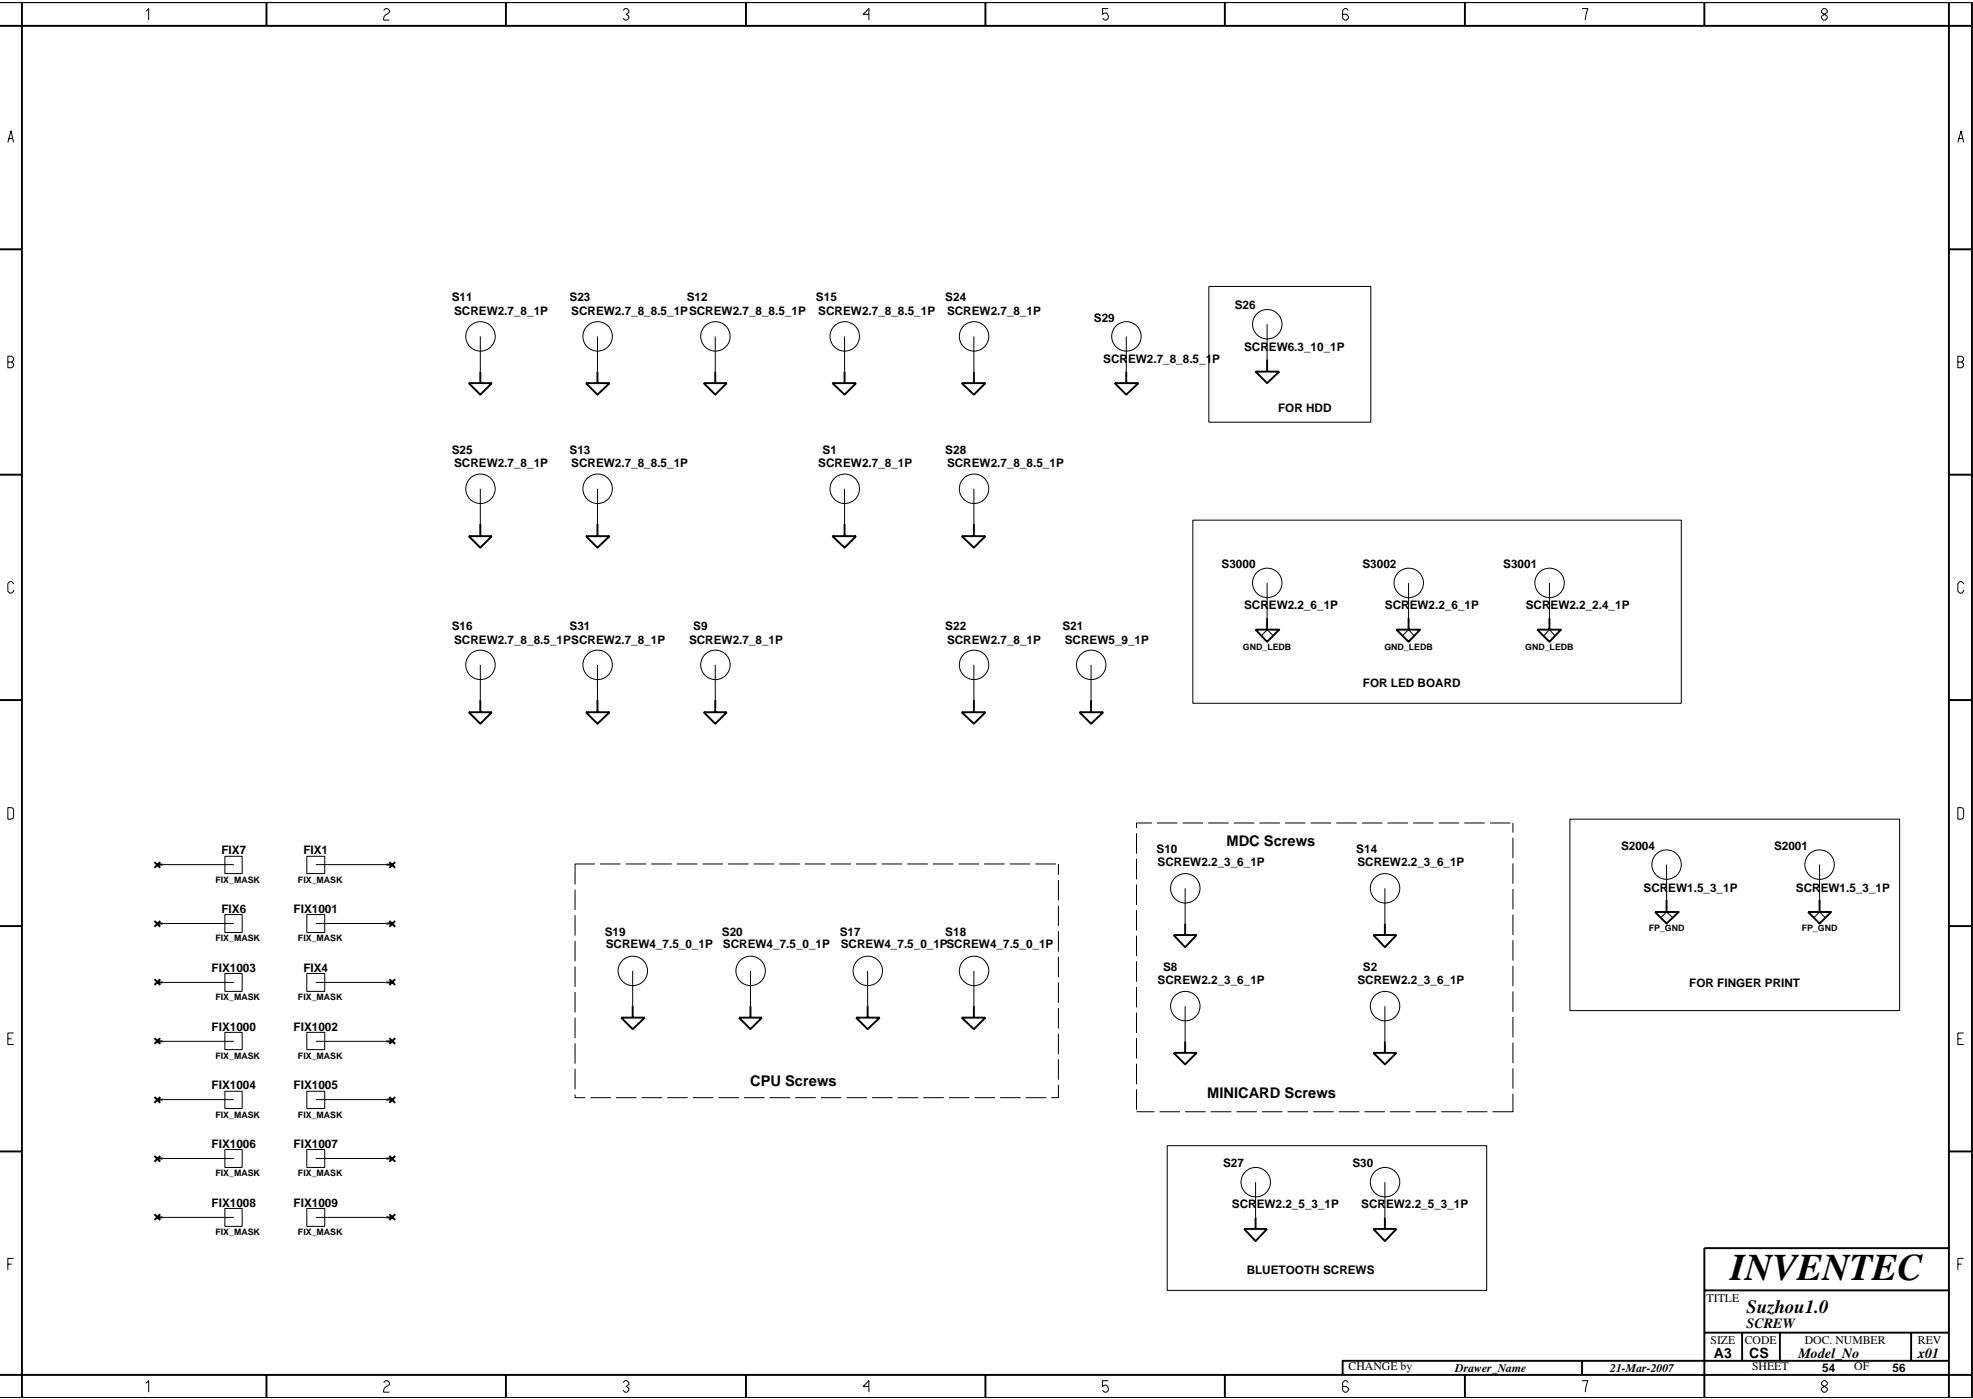 1 2 3 4 5 6 7 8
A A
S11 S23 S12 S15 S24
SCREW2.7_8_1P SCREW2.7_8_8.5_1P SCREW2.7_8_8.5_1P SCREW2.7_8_8.5_1P SCREW2.7_8_1P
S29
SCREW2.7_8_8.5_1P
S26
SCREW6.3_10_1P
FOR HDD
B B
S25 S13 S1 S28
SCREW2.7_8_1P SCREW2.7_8_8.5_1P SCREW2.7_8_1P SCREW2.7_8_8.5_1P
S3000 S3002 S3001
SCREW2.2_6_1P SCREW2.2_6_1P SCREW2.2_2.4_1P
GND_LEDB GND_LEDB GND_LEDB
FOR LED BOARD
C C
S16 S31 S9 S22 S21
SCREW2.7_8_8.5_1P SCREW2.7_8_1P SCREW2.7_8_1P SCREW2.7_8_1P SCREW5_9_1P
D D
FIX7 FIX1
FIX_MASK FIX_MASK
FIX6 FIX1001
FIX_MASK FIX_MASK
FIX1003 FIX4
FIX_MASK FIX_MASK
FIX1000 FIX1002
FIX_MASK FIX_MASK
FIX1004 FIX1005
FIX_MASK FIX_MASK
FIX1006 FIX1007
FIX_MASK FIX_MASK
FIX1008 FIX1009
FIX_MASK FIX_MASK
S19 S20 S17 S18
SCREW4_7.5_0_1P SCREW4_7.5_0_1P SCREW4_7.5_0_1P SCREW4_7.5_0_1P
CPU Screws
MDC Screws
S10 S14
SCREW2.2_3_6_1P SCREW2.2_3_6_1P
S8 S2
SCREW2.2_3_6_1P SCREW2.2_3_6_1P
MINICARD Screws
S2004 S2001
SCREW1.5_3_1P SCREW1.5_3_1P
FP_GND FP_GND
FOR FINGER PRINT
E E
S27 S30
SCREW2.2_5_3_1P SCREW2.2_5_3_1P
BLUETOOTH SCREWS
F F
INVENTEC
TITLE Suzhou1.0
SCREW
SIZE CODE DOC. NUMBER REV
A3 CS Model_No x01
CHANGE by Drawer_Name 21-Mar-2007 SHEET 54 OF 56
1 2 3 4 5 6 7 8